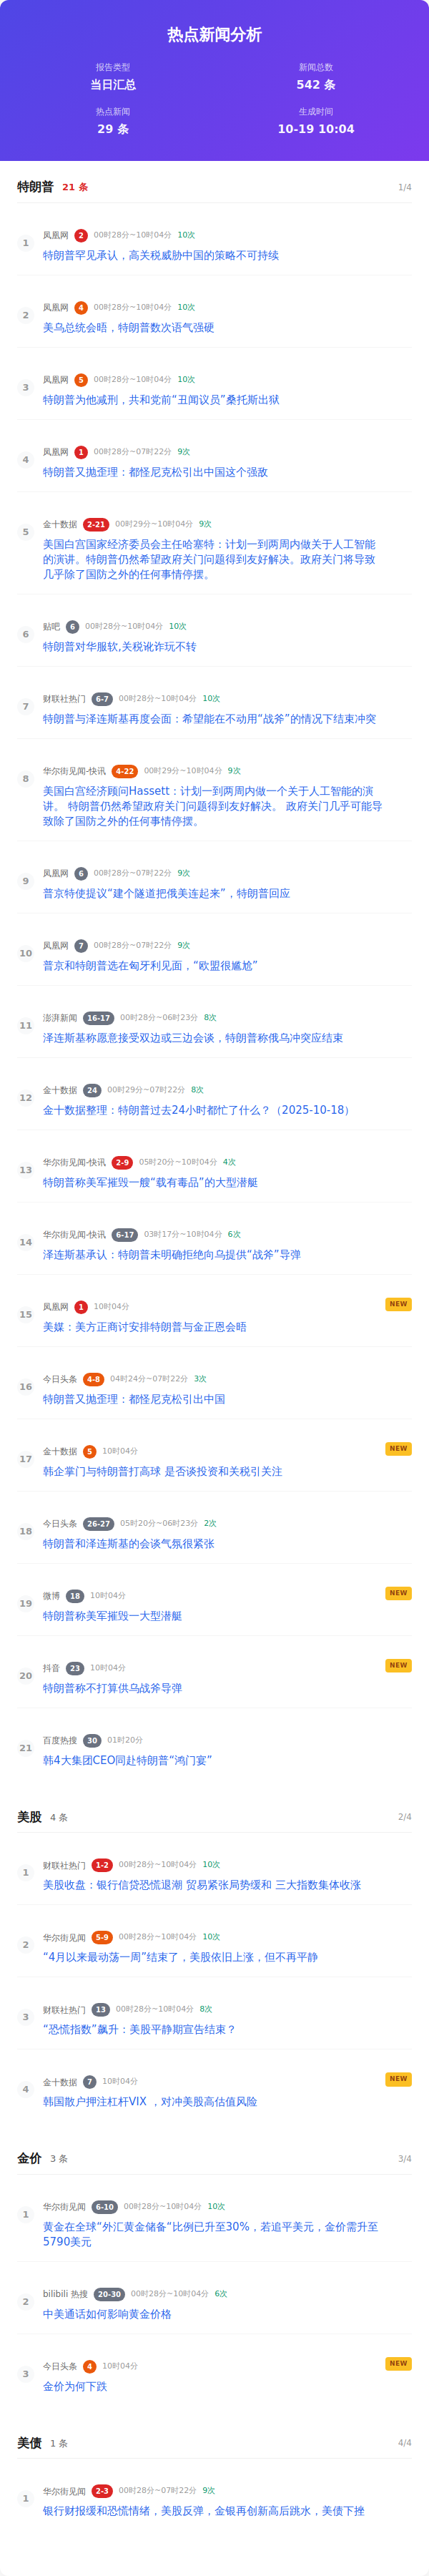 热点新闻分析
报告类型
新闻总数
当日汇总
542 条
热点新闻
生成时间
29 条
10-19 10:04
特朗普 21 条 1/4
1
凤凰网 2 00时28分~10时04分 10次
特朗普罕见承认，高关税威胁中国的政策不可持续
2
凤凰网 4 00时28分~10时04分 10次
美乌总统会晤，特朗普数次语气强硬
3
凤凰网 5 00时28分~10时04分 10次
特朗普为他减刑，共和党前“丑闻议员”桑托斯出狱
4
凤凰网 1 00时28分~07时22分 9次
特朗普又抛歪理：都怪尼克松引出中国这个强敌
5
金十数据 2-21 00时29分~10时04分 9次
美国白宫国家经济委员会主任哈塞特：计划一到两周内做关于人工智能
的演讲。特朗普仍然希望政府关门问题得到友好解决。政府关门将导致
几乎除了国防之外的任何事情停摆。
6
贴吧 6 00时28分~10时04分 10次
特朗普对华服软,关税讹诈玩不转
7
财联社热门 6-7 00时28分~10时04分 10次
特朗普与泽连斯基再度会面：希望能在不动用“战斧”的情况下结束冲突
8
华尔街见闻-快讯 4-22 00时29分~10时04分 9次
美国白宫经济顾问Hassett：计划一到两周内做一个关于人工智能的演
讲。 特朗普仍然希望政府关门问题得到友好解决。 政府关门几乎可能导
致除了国防之外的任何事情停摆。
9
凤凰网 6 00时28分~07时22分 9次
普京特使提议“建个隧道把俄美连起来”，特朗普回应
10
凤凰网 7 00时28分~07时22分 9次
普京和特朗普选在匈牙利见面，“欧盟很尴尬”
11
澎湃新闻 16-17 00时28分~06时23分 8次
泽连斯基称愿意接受双边或三边会谈，特朗普称俄乌冲突应结束
12
金十数据 24 00时29分~07时22分 8次
金十数据整理：特朗普过去24小时都忙了什么？（2025-10-18）
13
华尔街见闻-快讯 2-9 05时20分~10时04分 4次
特朗普称美军摧毁一艘“载有毒品”的大型潜艇
14
华尔街见闻-快讯 6-17 03时17分~10时04分 6次
泽连斯基承认：特朗普未明确拒绝向乌提供“战斧”导弹
15
凤凰网 1 10时04分 NEW
美媒：美方正商讨安排特朗普与金正恩会晤
16
今日头条 4-8 04时24分~07时22分 3次
特朗普又抛歪理：都怪尼克松引出中国
17
金十数据 5 10时04分 NEW
韩企掌门与特朗普打高球 是否谈投资和关税引关注
18
今日头条 26-27 05时20分~06时23分 2次
特朗普和泽连斯基的会谈气氛很紧张
19
微博 18 10时04分 NEW
特朗普称美军摧毁一大型潜艇
20
抖音 23 10时04分 NEW
特朗普称不打算供乌战斧导弹
21
百度热搜 30 01时20分
韩4大集团CEO同赴特朗普“鸿门宴”
美股 4 条 2/4
1
财联社热门 1-2 00时28分~10时04分 10次
美股收盘：银行信贷恐慌退潮 贸易紧张局势缓和 三大指数集体收涨
2
华尔街见闻 5-9 00时28分~10时04分 10次
“4月以来最动荡一周”结束了，美股依旧上涨，但不再平静
3
财联社热门 13 00时28分~10时04分 8次
“恐慌指数”飙升：美股平静期宣告结束？
4
金十数据 7 10时04分 NEW
韩国散户押注杠杆VIX ，对冲美股高估值风险
金价 3 条 3/4
1
华尔街见闻 6-10 00时28分~10时04分 10次
黄金在全球“外汇黄金储备“比例已升至30%，若追平美元，金价需升至
5790美元
2
bilibili 热搜 20-30 00时28分~10时04分 6次
中美通话如何影响黄金价格
3
今日头条 4 10时04分 NEW
金价为何下跌
美债 1 条 4/4
1
华尔街见闻 2-3 00时28分~07时22分 9次
银行财报缓和恐慌情绪，美股反弹，金银再创新高后跳水，美债下挫